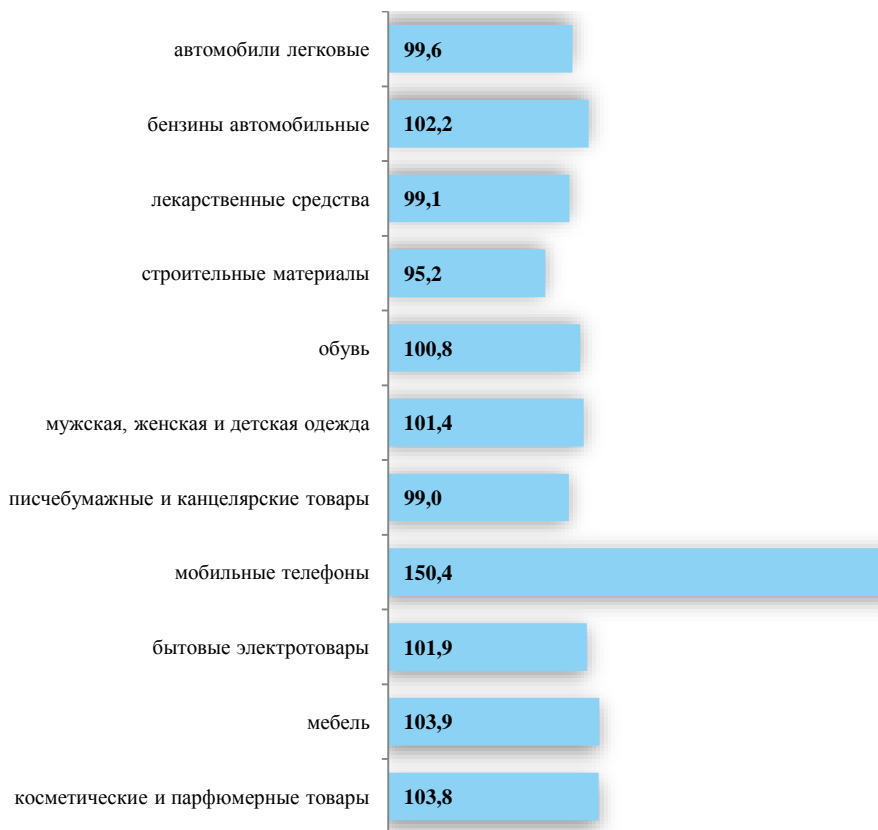 автомобили легковые 99,6
бензины автомобильные 102,2
лекарственные средства 99,1
строительные материалы 95,2
обувь 100,8
мужская, женская и детская одежда 101,4
писчебумажные и канцелярские товары 99,0
мобильные телефоны 150,4
бытовые электротовары 101,9
мебель 103,9
косметические и парфюмерные товары 103,8